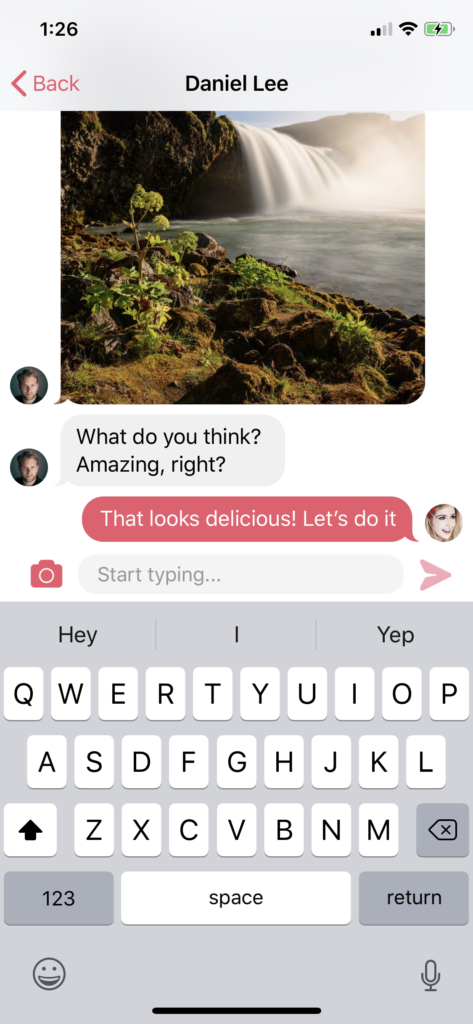 1:26
Back
Daniel Lee
What do you think?
Amazing, right?
That looks delicious! Let’s do it
Start typing...
Hey I Yep
Q W E R T Y U I O P
A S D F G H J K L
Z X C V B N M
123 space return